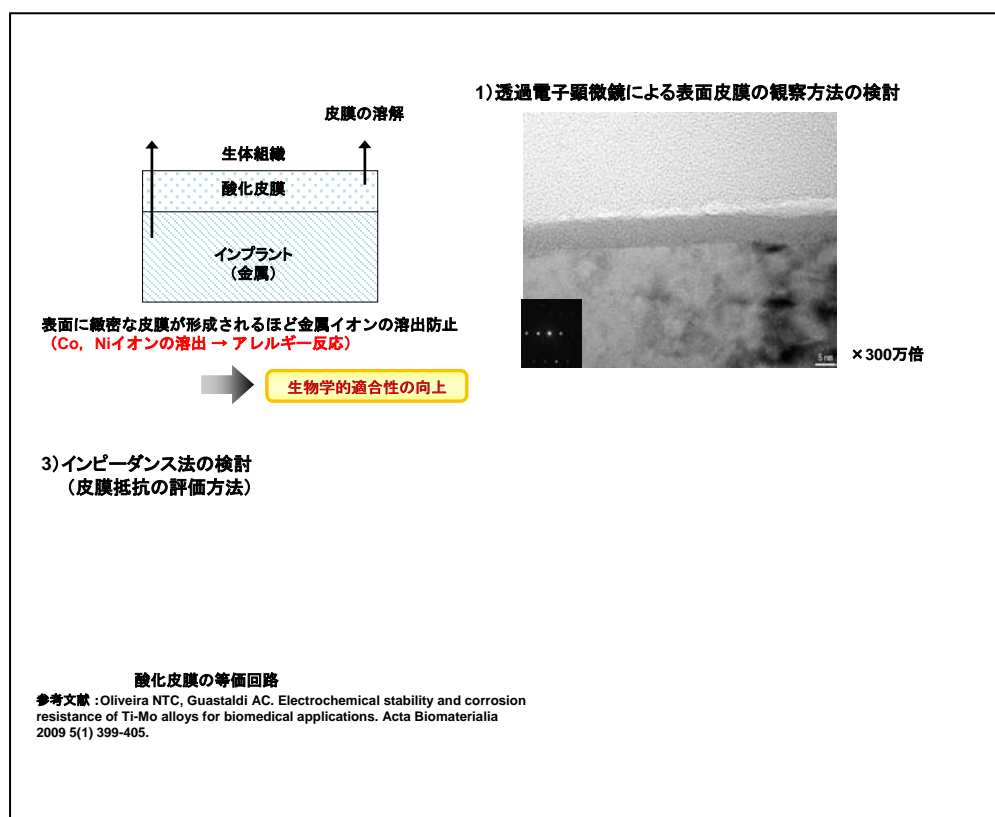 皮膜の溶解
生体組織
酸化皮膜
インプラント
（金属）
表面に緻密な皮膜が形成されるほど金属イオンの溶出防止
（Co, Niイオンの溶出 → アレルギー反応）
生物学的適合性の向上
1）透過電子顕微鏡による表面皮膜の観察方法の検討
5 nm
×300万倍
3）インピーダンス法の検討
（皮膜抵抗の評価方法）
酸化皮膜の等価回路
参考文献：Oliveira NTC, Guastaldi AC. Electrochemical stability and corrosion
resistance of Ti-Mo alloys for biomedical applications. Acta Biomaterialia
2009 5(1) 399-405.